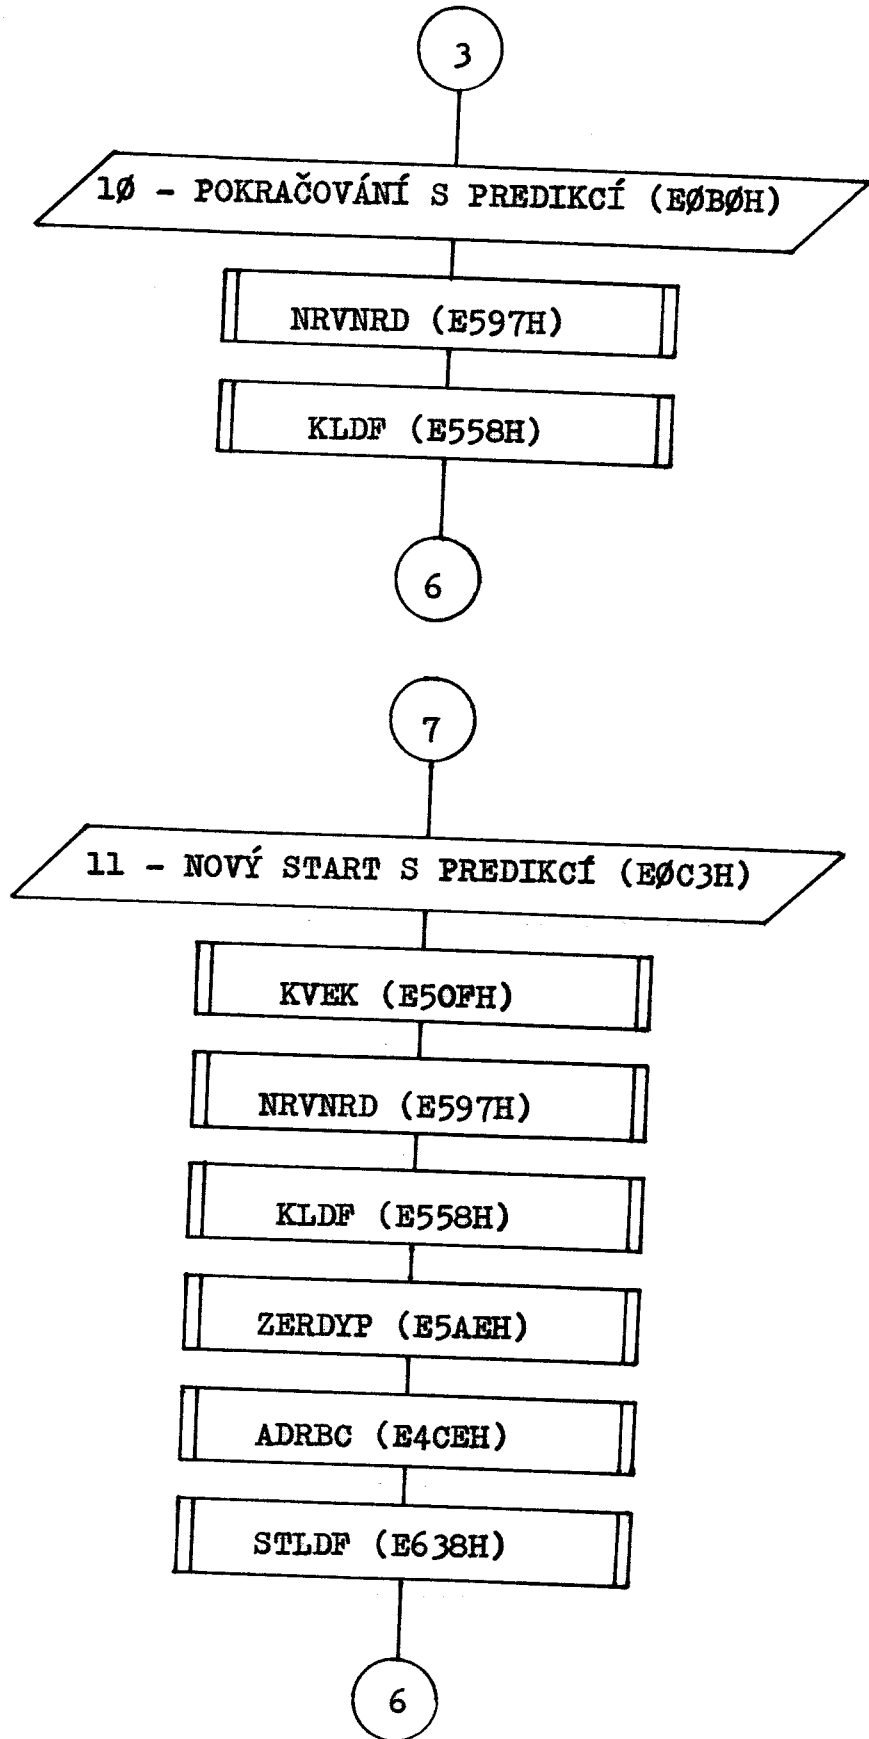 3
1Ø - POKRAČOVÁNÍ S PREDIKCÍ (EØBØH)
NRVNRD (E597H)
KLDF (E558H)
6
7
11 - NOVÝ START S PREDIKCÍ (EØC3H)
KVEK (E5OFH)
NRVNRD (E597H)
KLDF (E558H)
ZERDYP (E5AEH)
ADRBC (E4CEH)
STLDF (E638H)
6